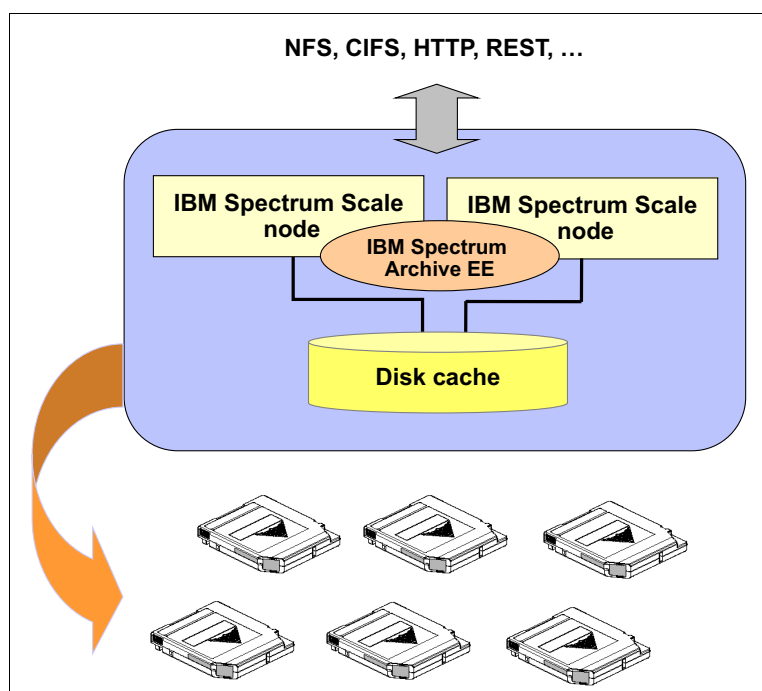 NFS, CIFS, HTTP, REST, …
IBM Spectrum Scale
node
IBM Spectrum Scale
node
IBM Spectrum
Archive EE
Disk cache